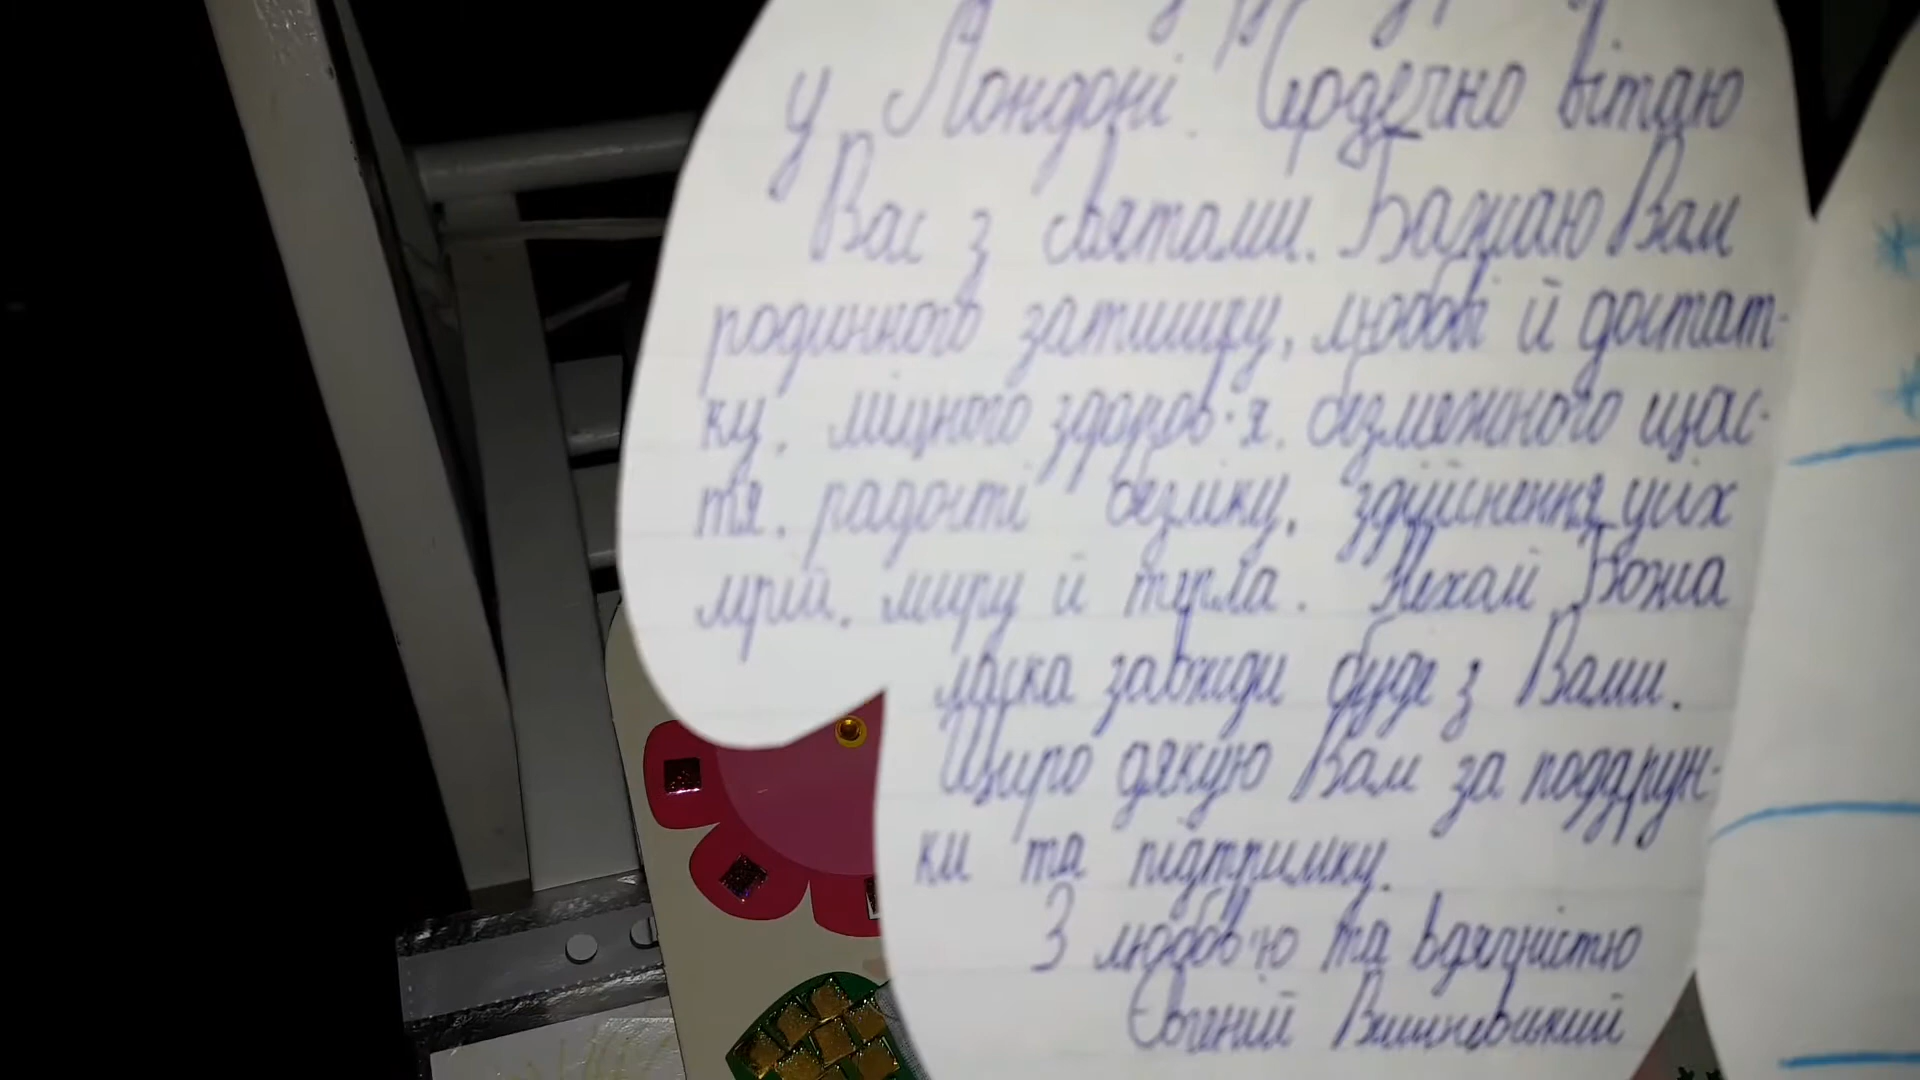 у Лондоні. Сердечно вітаю
Вас з святами. Бажаю Вам
родинного затишку, любові й достат-
ку, міцного здоров'я, безмежного щас-
тя, радості безліку, здійснення усіх
мрій, миру й тепла. Нехай Божа
ласка завжди буде з Вами.
Щиро дякую Вам за подарун-
ки та підтримку.
З любов'ю та вдячністю
Євгеній Вишневський